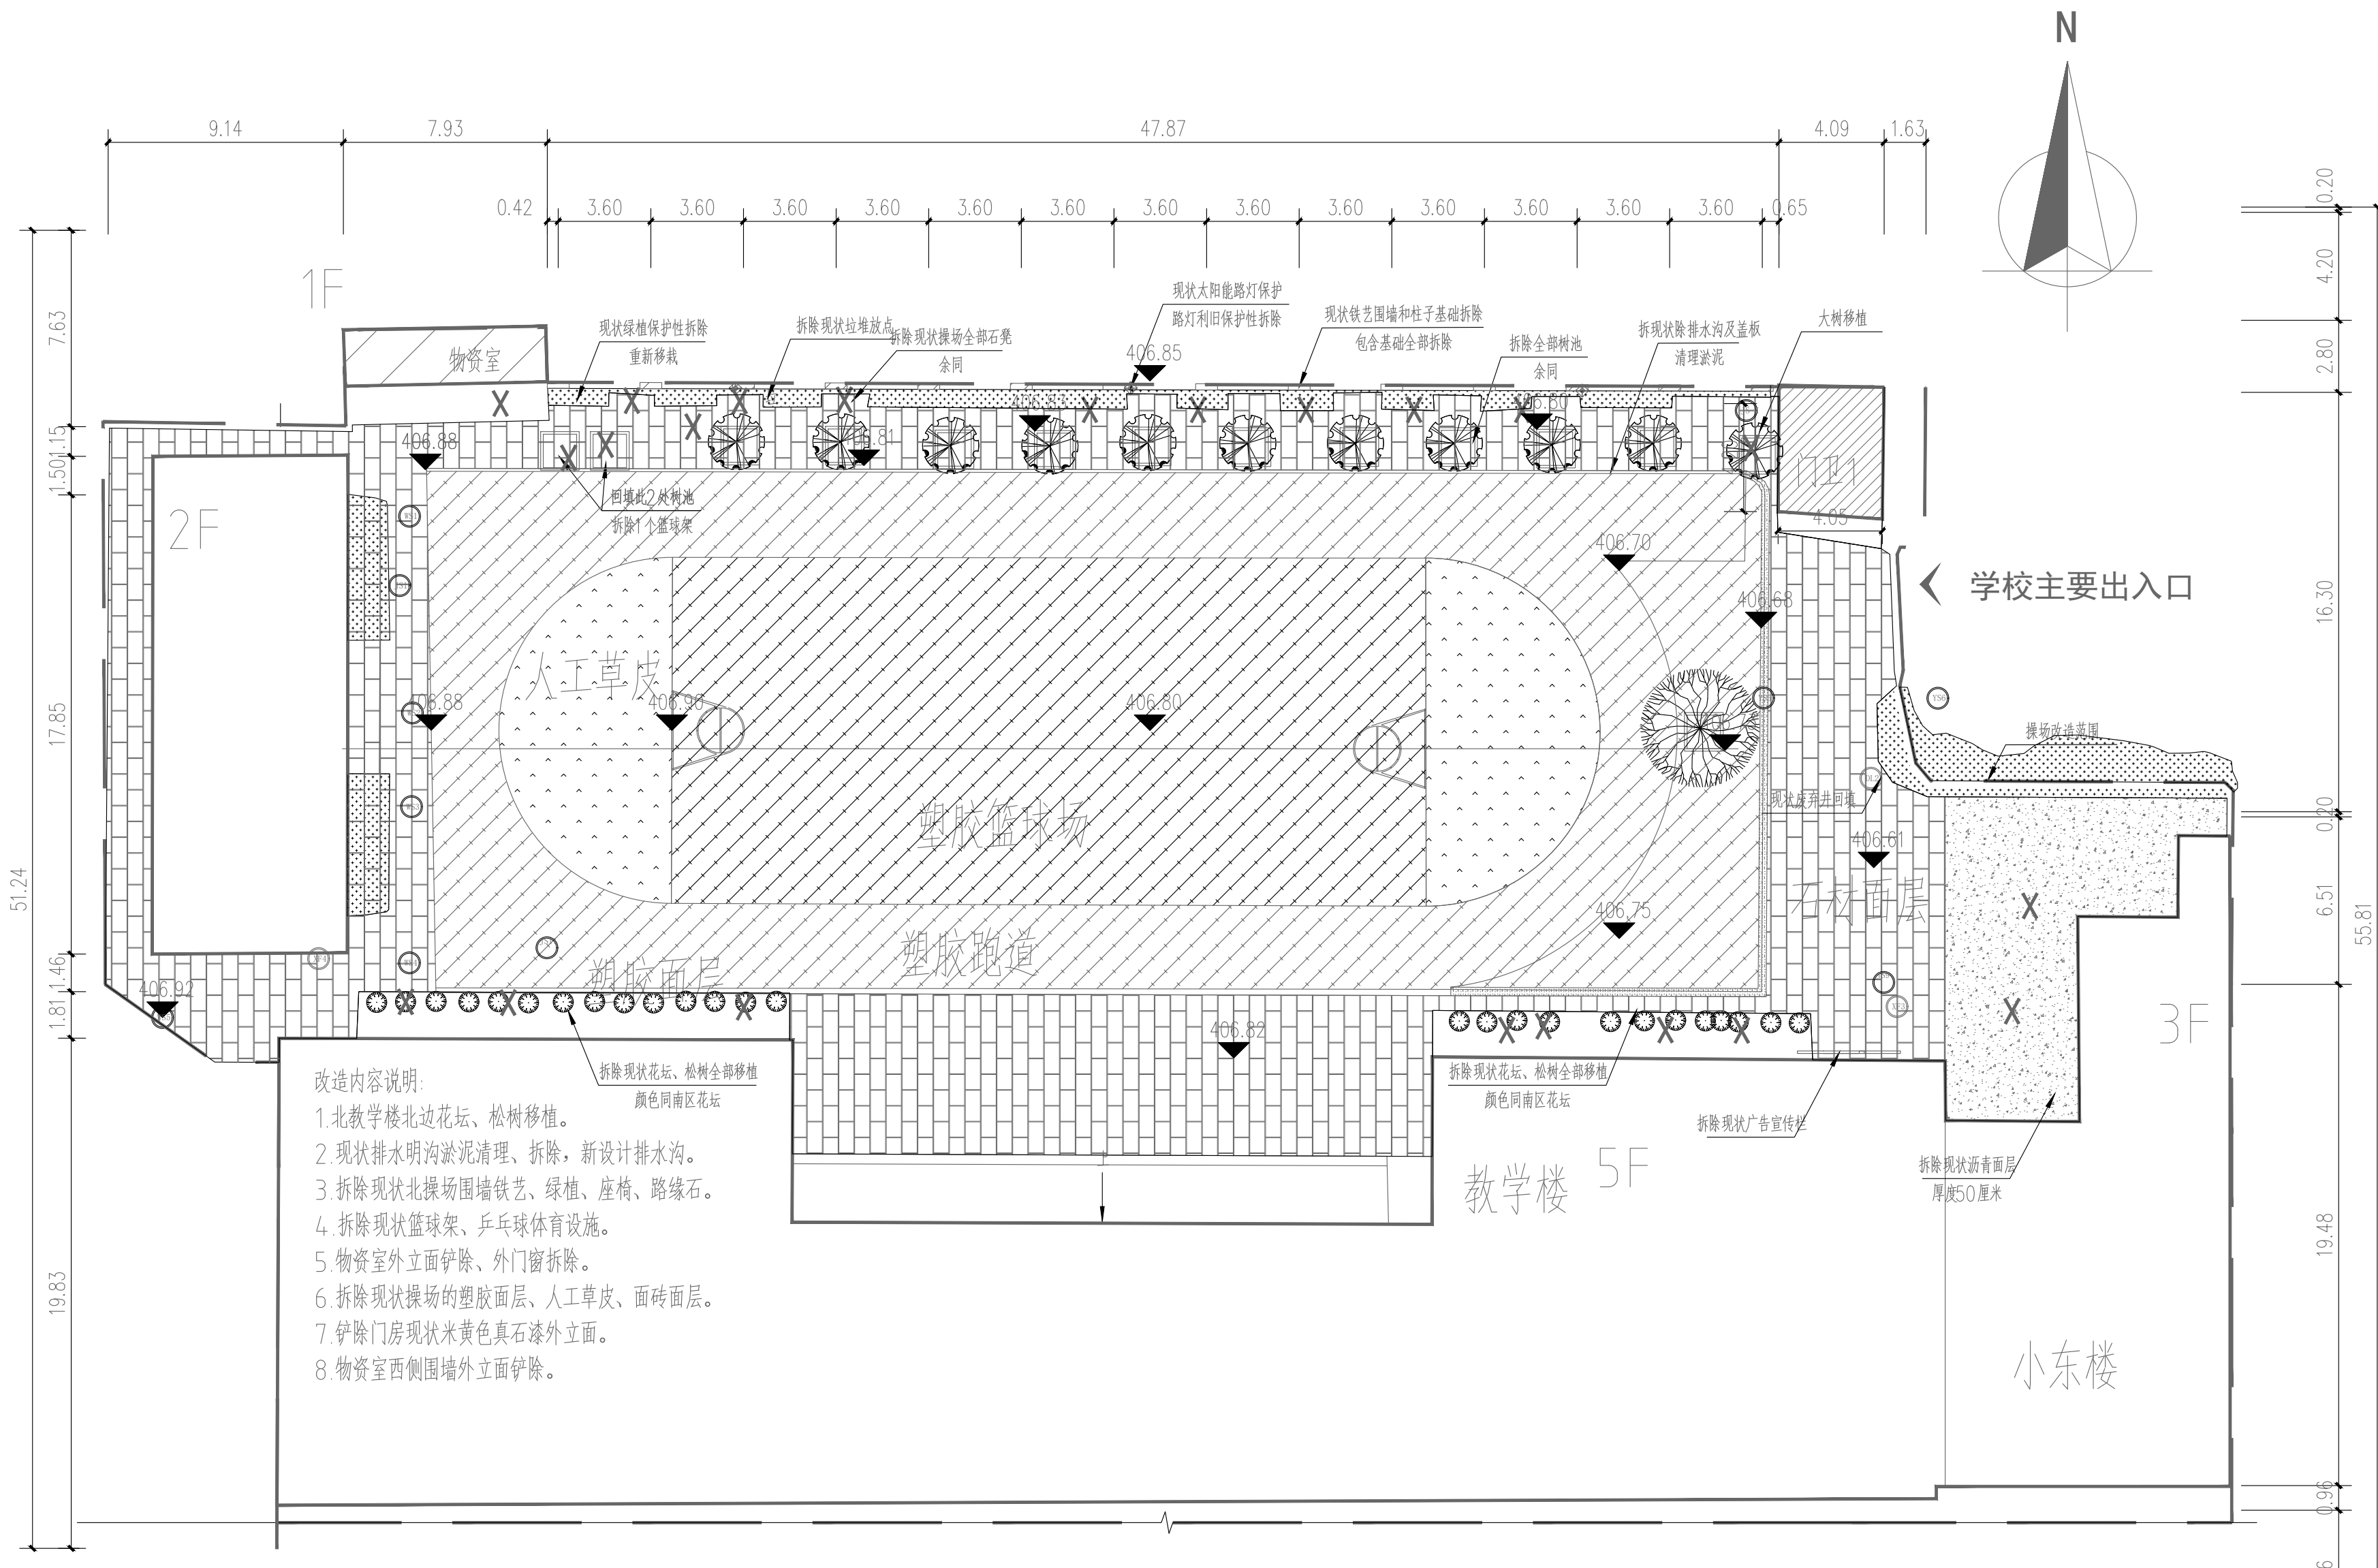 N
9.14
7.93
47.87
4.09
1.63
0.42
3.60
3.60
3.60
3.60
3.60
3.60
3.60
3.60
3.60
3.60
3.60
3.60
3.60
0.65
0.20
4.20
2.80
16.30
0.20
6.51
55.81
19.48
0.96
7.63
1.15
1.50
17.85
51.24
1.46
1.81
19.83
1F
物资室
现状绿植保护性拆除
重新移栽
拆除现状垃堆放点
拆除现状操场全部石凳
余同
现状太阳能路灯保护
路灯利旧保护性拆除
406.85
现状铁艺围墙和柱子基础拆除
包含基础全部拆除
拆除全部树池
余同
拆现状除排水沟及盖板
清理淤泥
大树移植
406.88
406.83
门卫1
4.05
2F
回填此2处树池
拆除1个篮球架
406.70
406.68
学校主要出入口
人工草皮
406.88
406.90
406.80
YS6
操场改造范围
现状废弃井回填
塑胶篮球场
406.61
石材面层
406.75
塑胶跑道
塑胶面层
WS1
WS3
XF4
406.92
406.82
3F
拆除现状花坛、松树全部移植
颜色同南区花坛
拆除现状花坛、松树全部移植
颜色同南区花坛
拆除现状广告宣传栏
上
教学楼
5F
拆除现状沥青面层
厚度50厘米
小东楼
改造内容说明:
1.北教学楼北边花坛、松树移植。
2.现状排水明沟淤泥清理、拆除，新设计排水沟。
3.拆除现状北操场围墙铁艺、绿植、座椅、路缘石。
4.拆除现状篮球架、乒乓球体育设施。
5.物资室外立面铲除、外门窗拆除。
6.拆除现状操场的塑胶面层、人工草皮、面砖面层。
7.铲除门房现状米黄色真石漆外立面。
8.物资室西侧围墙外立面铲除。